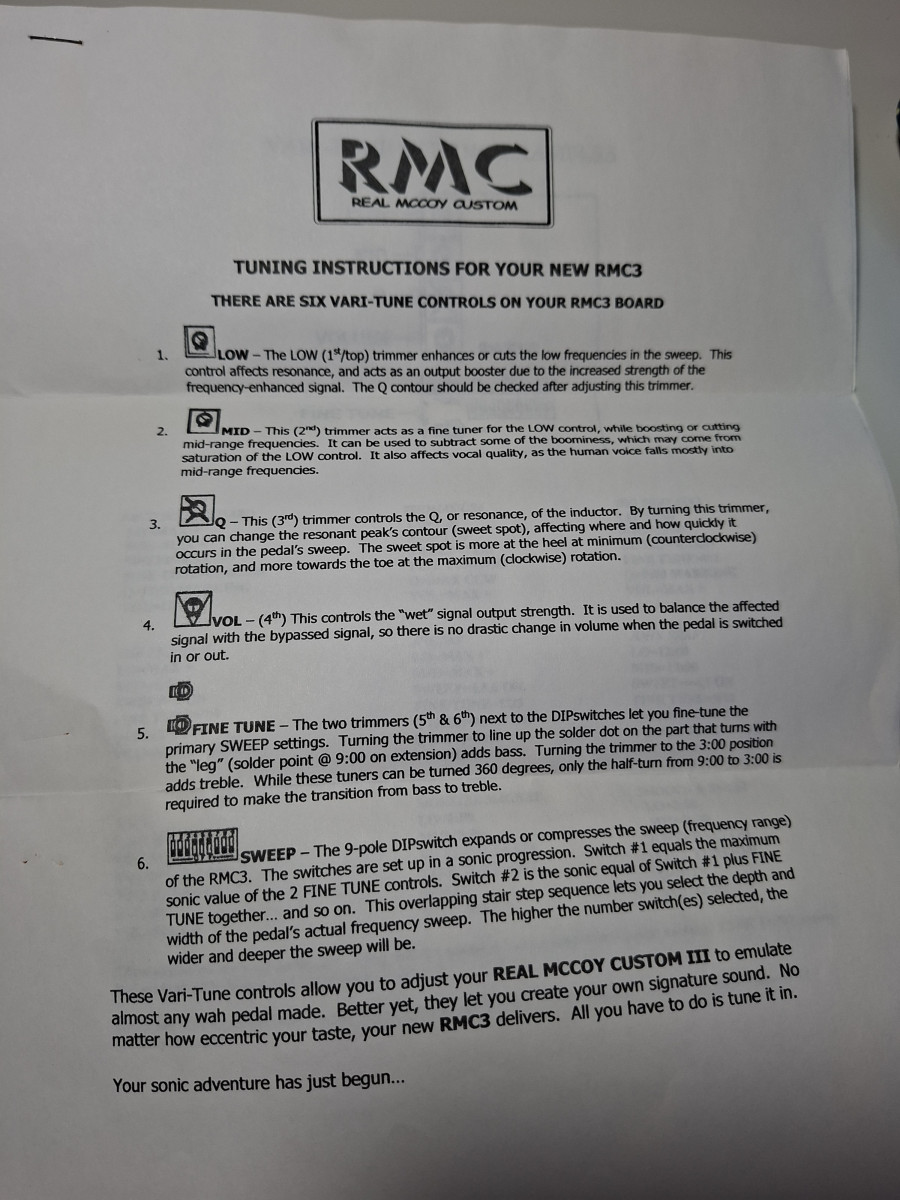 RMC
REAL MCCOY CUSTOM
TUNING INSTRUCTIONS FOR YOUR NEW RMC3
THERE ARE SIX VARI-TUNE CONTROLS ON YOUR RMC3 BOARD
1. LOW – The LOW (1st/top) trimmer enhances or cuts the low frequencies in the sweep. This
control affects resonance, and acts as an output booster due to the increased strength of the
frequency-enhanced signal. The Q contour should be checked after adjusting this trimmer.
2. MID – This (2nd) trimmer acts as a fine tuner for the LOW control, while boosting or cutting
mid-range frequencies. It can be used to subtract some of the boominess, which may come from
saturation of the LOW control. It also affects vocal quality, as the human voice falls mostly into
mid-range frequencies.
3. Q – This (3rd) trimmer controls the Q, or resonance, of the inductor. By turning this trimmer,
you can change the resonant peak's contour (sweet spot), affecting where and how quickly it
occurs in the pedal's sweep. The sweet spot is more at the heel at minimum (counterclockwise)
rotation, and more towards the toe at the maximum (clockwise) rotation.
4. VOL – (4th) This controls the "wet" signal output strength. It is used to balance the affected
signal with the bypassed signal, so there is no drastic change in volume when the pedal is switched
in or out.
5. FINE TUNE – The two trimmers (5th & 6th) next to the DIPswitches let you fine-tune the
primary SWEEP settings. Turning the trimmer to line up the solder dot on the part that turns with
the "leg" (solder point @ 9:00 on extension) adds bass. Turning the trimmer to the 3:00 position
adds treble. While these tuners can be turned 360 degrees, only the half-turn from 9:00 to 3:00 is
required to make the transition from bass to treble.
6. SWEEP – The 9-pole DIPswitch expands or compresses the sweep (frequency range)
of the RMC3. The switches are set up in a sonic progression. Switch #1 equals the maximum
sonic value of the 2 FINE TUNE controls. Switch #2 is the sonic equal of Switch #1 plus FINE
TUNE together... and so on. This overlapping stair step sequence lets you select the depth and
width of the pedal's actual frequency sweep. The higher the number switch(es) selected, the
wider and deeper the sweep will be.
These Vari-Tune controls allow you to adjust your REAL MCCOY CUSTOM III to emulate
almost any wah pedal made. Better yet, they let you create your own signature sound. No
matter how eccentric your taste, your new RMC3 delivers. All you have to do is tune it in.
Your sonic adventure has just begun...